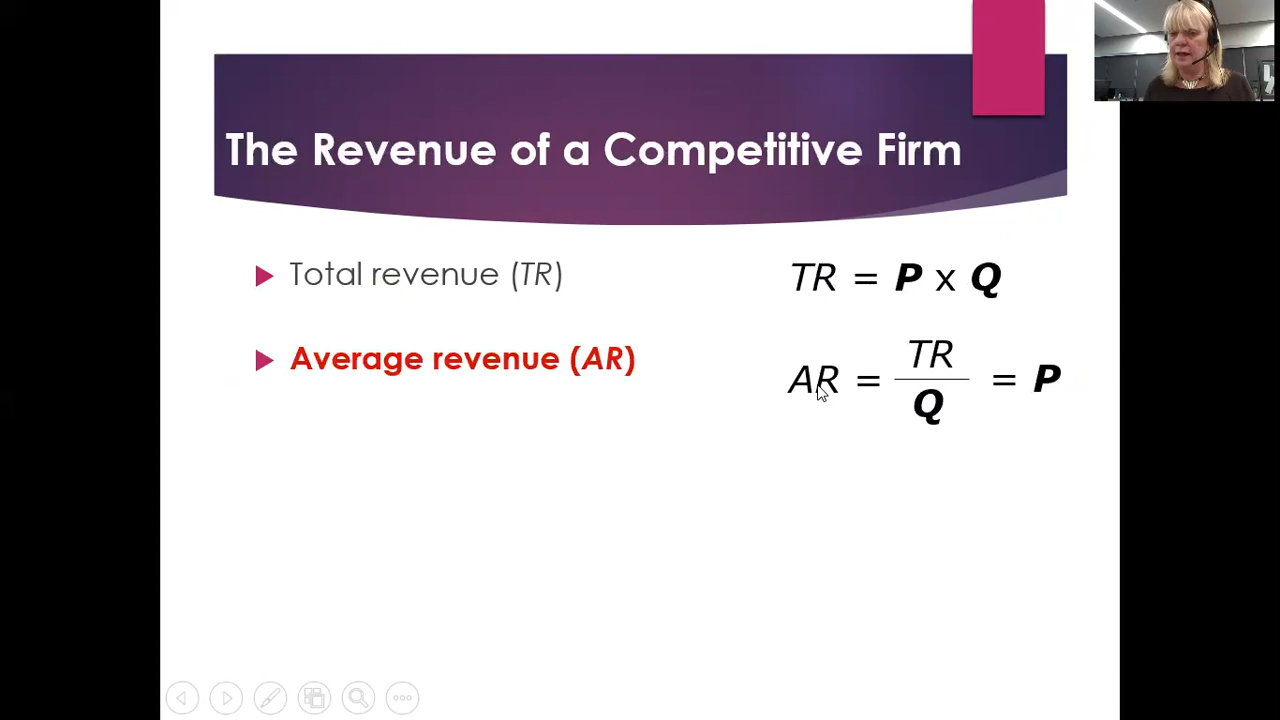 The Revenue of a Competitive Firm
Total revenue (TR)
TR = P x Q
Average revenue (AR)
AR = TR / Q = P